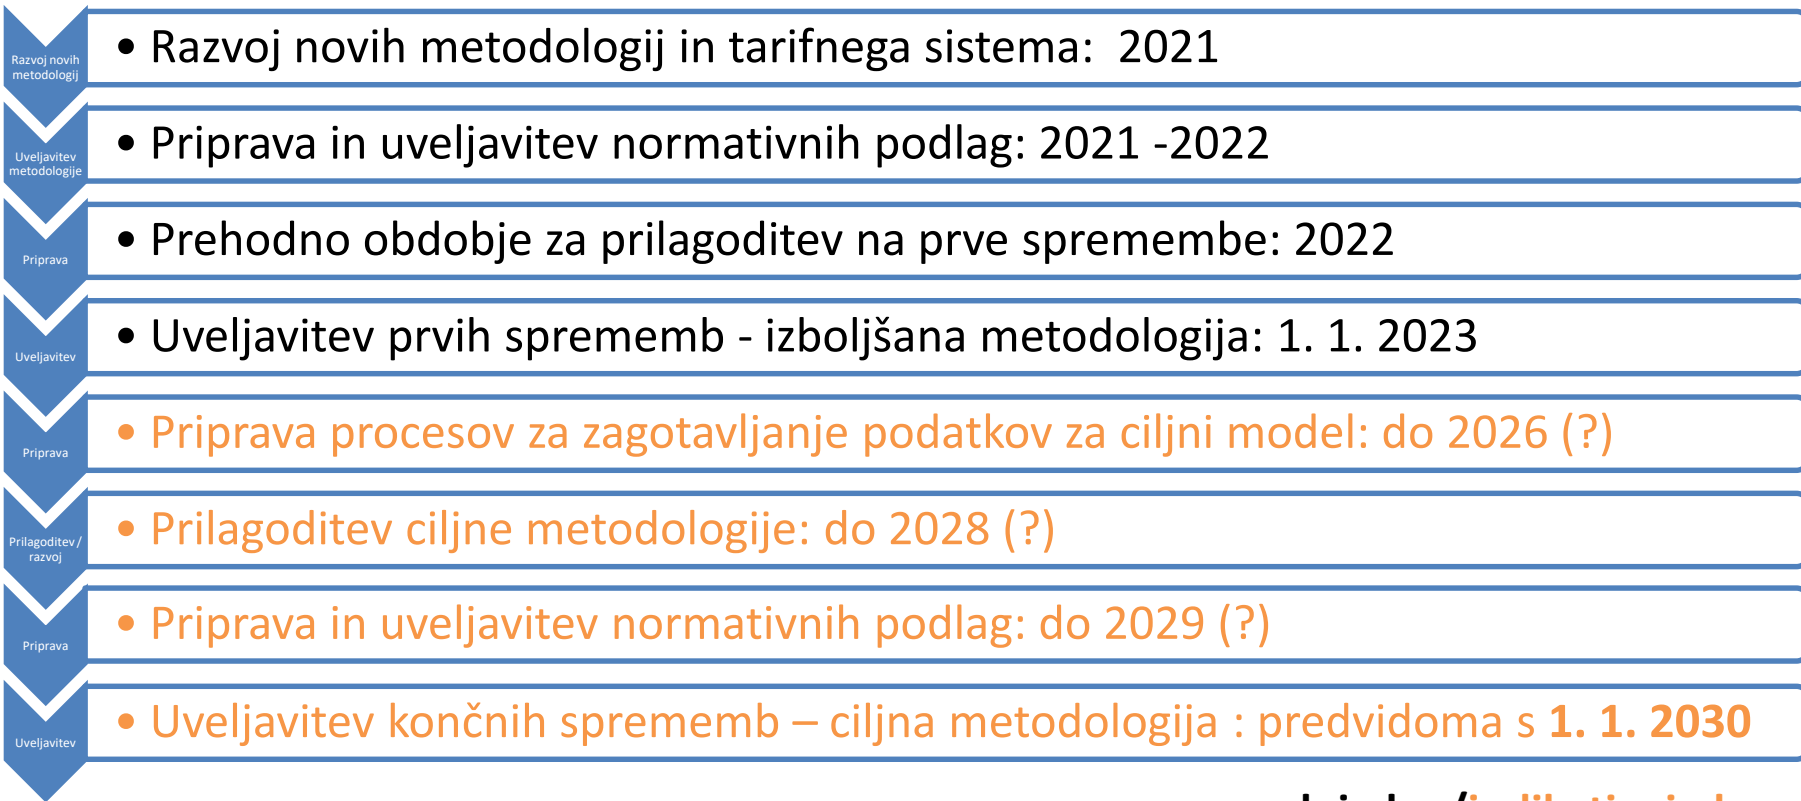 Razvoj novih
metodologij
• Razvoj novih metodologij in tarifnega sistema: 2021
Uveljavitev
metodologije
• Priprava in uveljavitev normativnih podlag: 2021 -2022
Priprava
• Prehodno obdobje za prilagoditev na prve spremembe: 2022
Uveljavitev
• Uveljavitev prvih sprememb - izboljšana metodologija: 1. 1. 2023
Priprava
• Priprava procesov za zagotavljanje podatkov za ciljni model: do 2026 (?)
Prilagoditev /
razvoj
• Prilagoditev ciljne metodologije: do 2028 (?)
Priprava
• Priprava in uveljavitev normativnih podlag: do 2029 (?)
Uveljavitev
• Uveljavitev končnih sprememb – ciljna metodologija : predvidoma s 1. 1. 2030